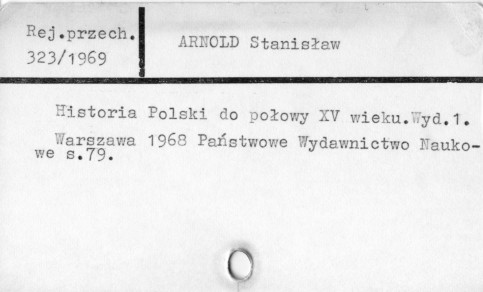 Rej.przech.
323/1969
ARNOLD Stanisław
Historia Polski do połowy XV wieku.Wyd.1.
Warszawa 1968 Państwowe Wydawnictwo Nauko-
we s.79.